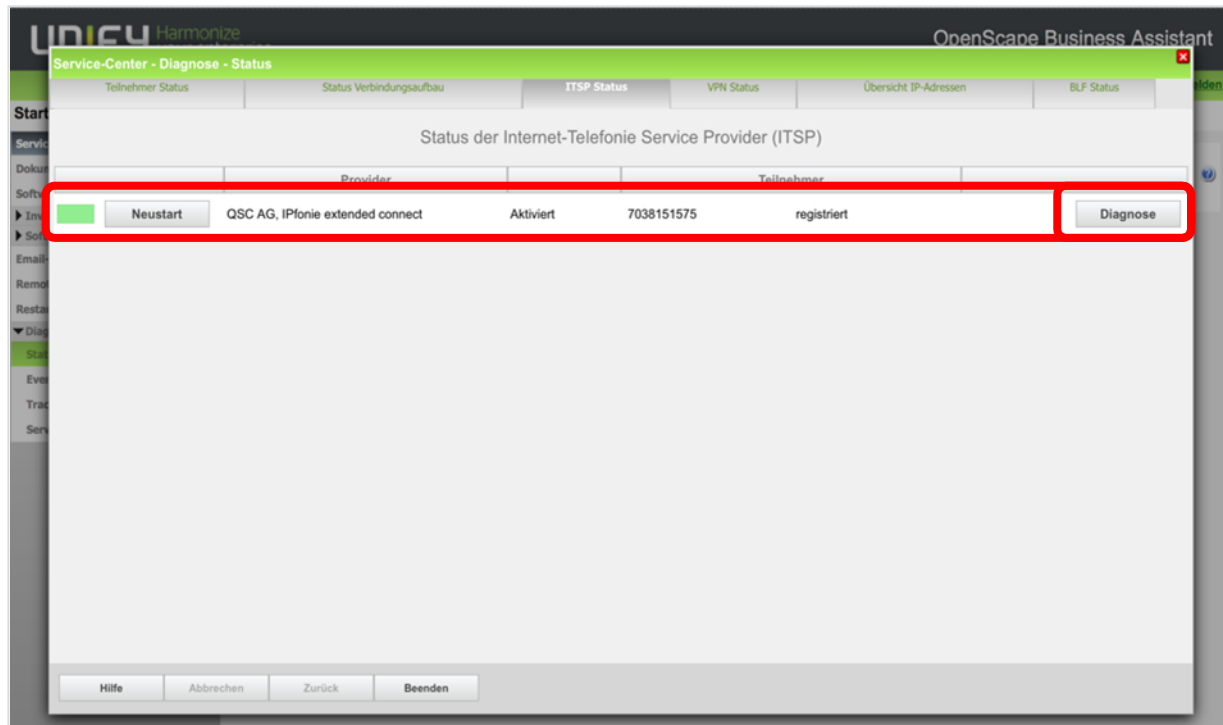 UNIFY Harmonize
OpenScape Business Assistant
Service-Center - Diagnose - Status
Teilnehmer Status
Status Verbindungsaufbau
ITSP Status
VPN Status
Übersicht IP-Adressen
BLF Status
Start
Status der Internet-Telefonie Service Provider (ITSP)
Provider
Teilnehmer
Neustart
QSC AG, IPfonie extended connect
Aktiviert
7038151575
registriert
Diagnose
Hilfe
Abbrechen
Zurück
Beenden